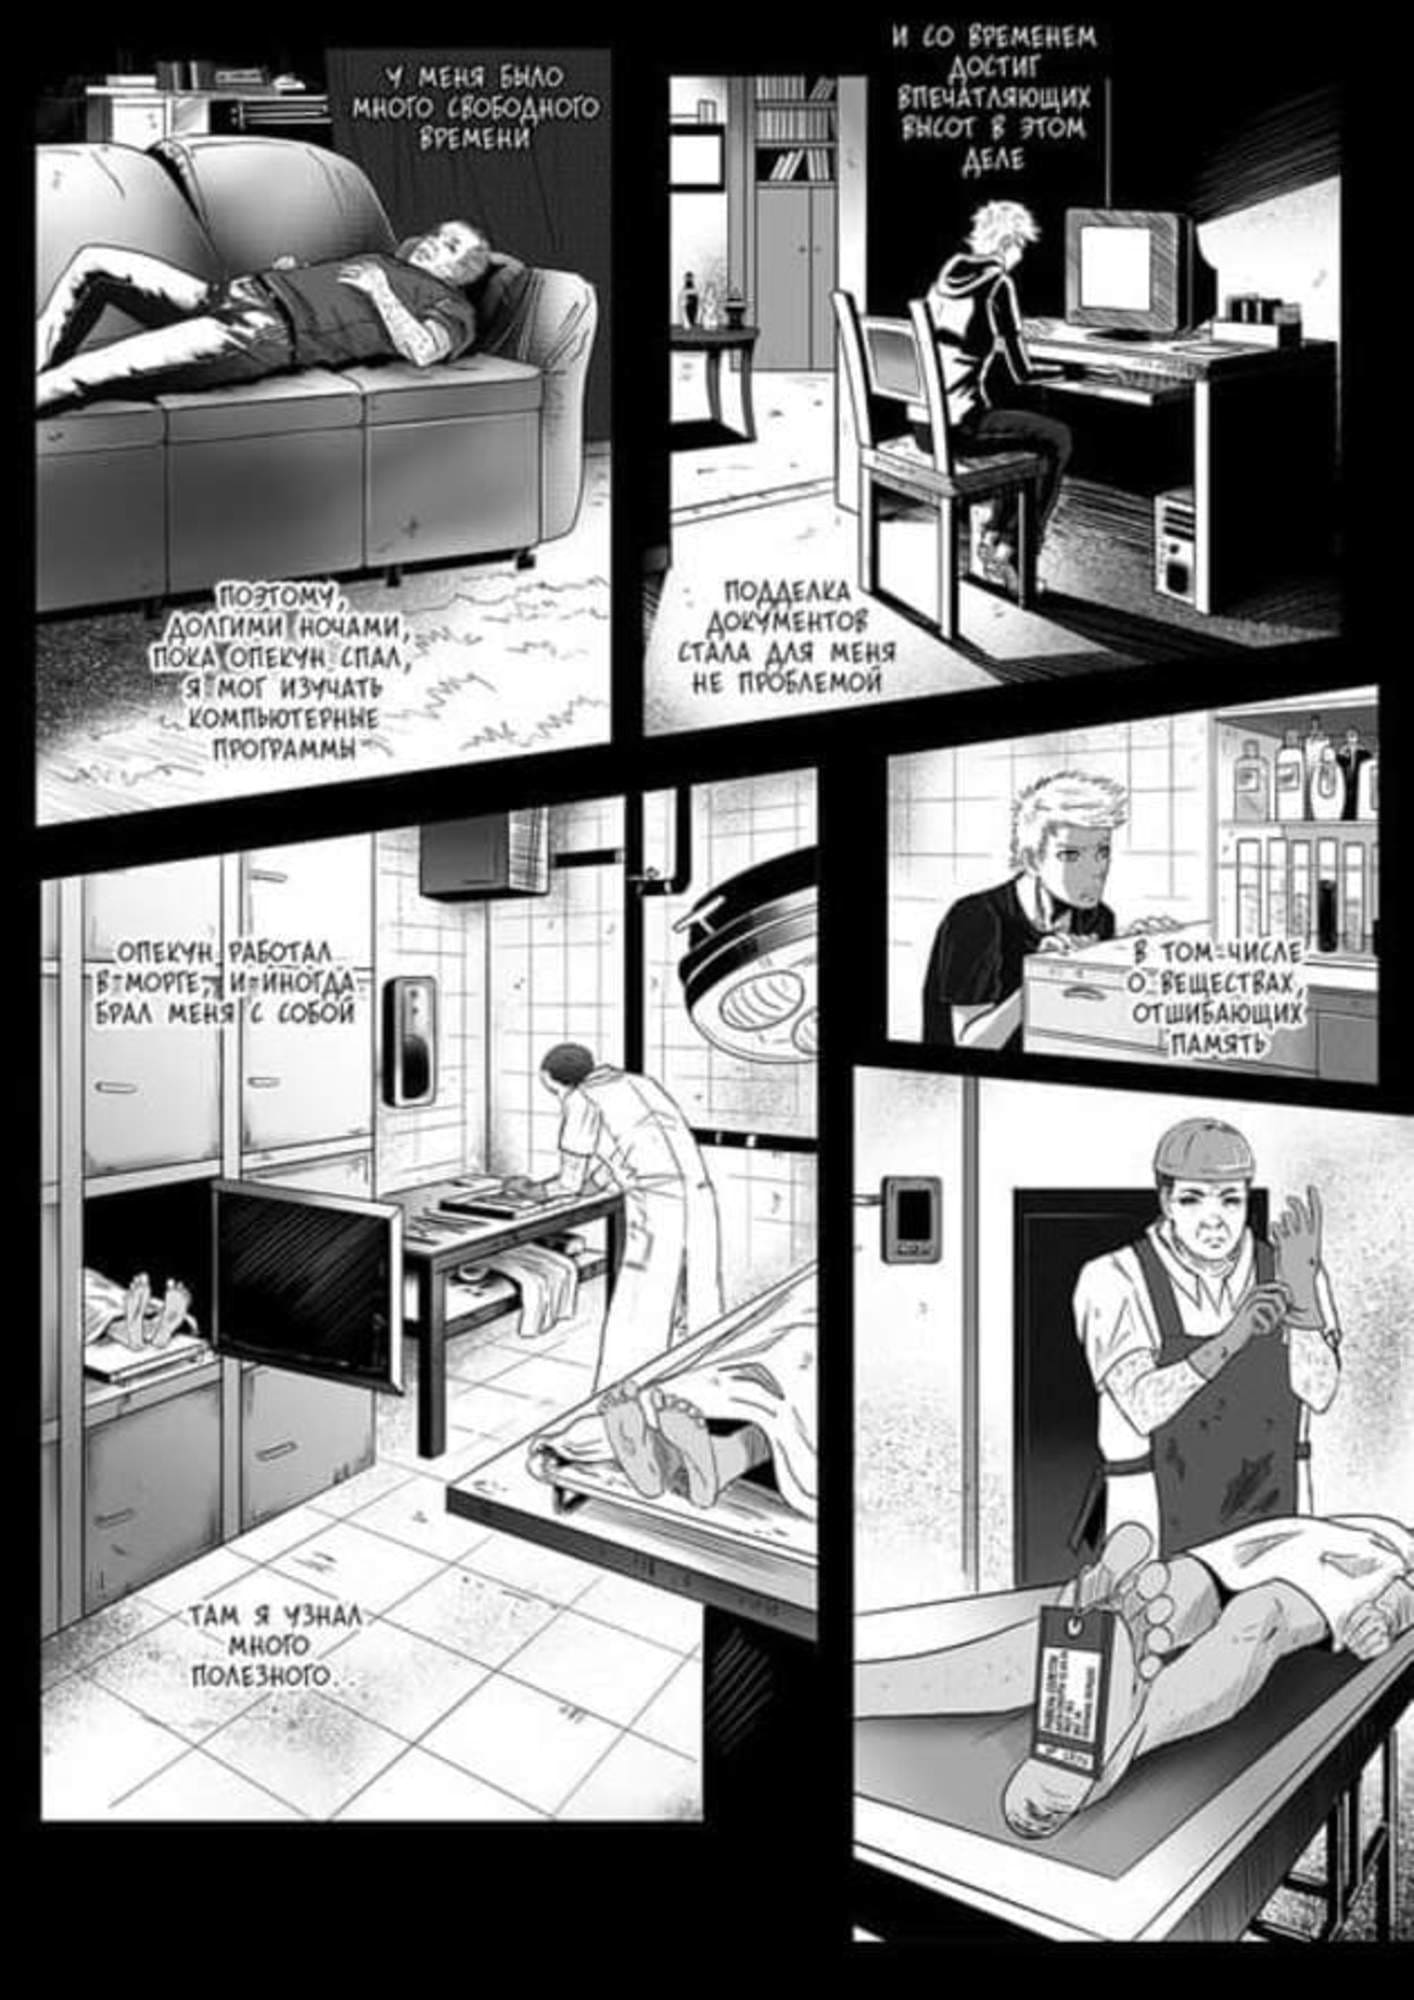 У МЕНЯ БЫЛО
МНОГО СВОБОДНОГО
ВРЕМЕНИ
ПОЭТОМУ,
ДОЛГИМИ НОЧАМИ,
ПОКА ОПЕКУН СПАЛ,
Я МОГ ИЗУЧАТЬ
КОМПЬЮТЕРНЫЕ
ПРОГРАММЫ
И СО ВРЕМЕНЕМ
ДОСТИГ
ВПЕЧАТЛЯЮЩИХ
ВЫСОТ В ЭТОМ
ДЕЛЕ
ПОДДЕЛКА
ДОКУМЕНТОВ
СТАЛА ДЛЯ МЕНЯ
НЕ ПРОБЛЕМОЙ
ОПЕКУН РАБОТАЛ
В МОРГЕ, И ИНОГДА
БРАЛ МЕНЯ С СОБОЙ
ТАМ Я УЗНАЛ
МНОГО
ПОЛЕЗНОГО...
В ТОМ ЧИСЛЕ
О ВЕЩЕСТВАХ,
ОТШИБАЮЩИХ
ПАМЯТЬ